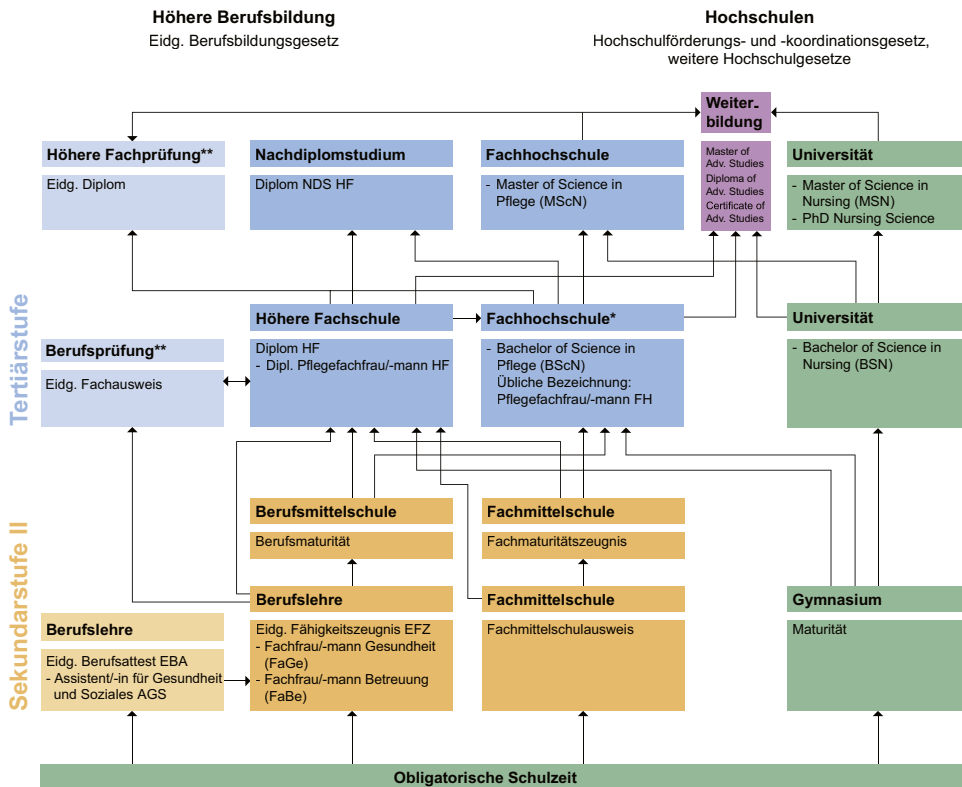 Höhere Berufsbildung
Eidg. Berufsbildungsgesetz
Hochschulen
Hochschulförderungs- und -koordinationsgesetz,
weitere Hochschulgesetze
Weiter-
bildung
Master of
Adv. Studies
Diploma of
Adv. Studies
Certificate of
Adv. Studies
Höhere Fachprüfung**
Eidg. Diplom
Nachdiplomstudium
Diplom NDS HF
Fachhochschule
- Master of Science in
Pflege (MScN)
Universität
- Master of Science in
Nursing (MSN)
- PhD Nursing Science
Tertiärstufe
Berufsprüfung**
Eidg. Fachausweis
Höhere Fachschule
Diplom HF
- Dipl. Pflegefachfrau/-mann HF
Fachhochschule*
- Bachelor of Science in
Pflege (BScN)
Übliche Bezeichnung:
Pflegefachfrau/-mann FH
Universität
- Bachelor of Science in
Nursing (BSN)
Sekundarstufe II
Berufsmittelschule
Berufsmaturität
Fachmittelschule
Fachmaturitätszeugnis
Berufslehre
Eidg. Berufsattest EBA
- Assistent/-in für Gesundheit
und Soziales AGS
Berufslehre
Eidg. Fähigkeitszeugnis EFZ
- Fachfrau/-mann Gesundheit
(FaGe)
- Fachfrau/-mann Betreuung
(FaBe)
Fachmittelschule
Fachmittelschulausweis
Gymnasium
Maturität
Obligatorische Schulzeit